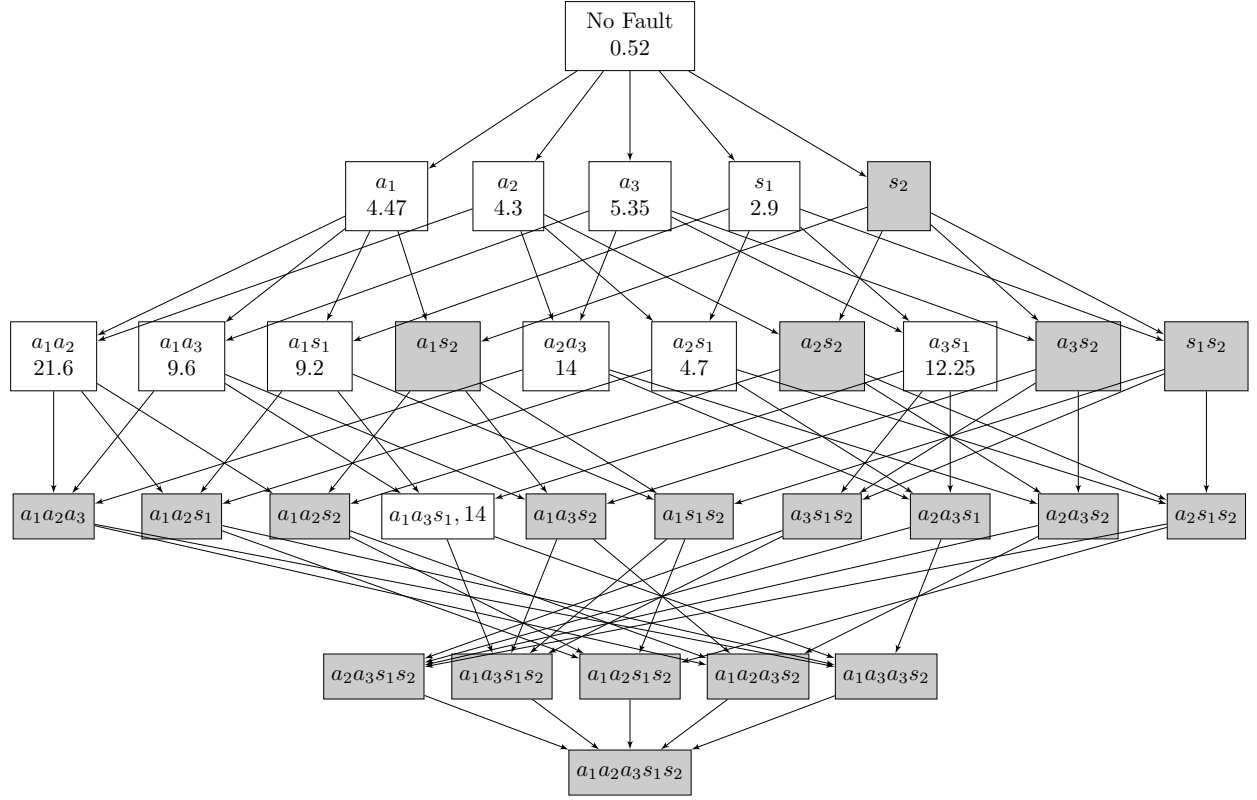 No Fault
0.52
a₁
4.47
a₂
4.3
a₃
5.35
s₁
2.9
s₂
a₁a₂
21.6
a₁a₃
9.6
a₁s₁
9.2
a₁s₂
a₂a₃
14
a₂s₁
4.7
a₂s₂
a₃s₁
12.25
a₃s₂
s₁s₂
a₁a₂a₃
a₁a₂s₁
a₁a₂s₂
a₁a₃s₁, 14
a₁a₃s₂
a₁s₁s₂
a₃s₁s₂
a₂a₃s₁
a₂a₃s₂
a₂s₁s₂
a₂a₃s₁s₂
a₁a₃s₁s₂
a₁a₂s₁s₂
a₁a₂a₃s₂
a₁a₃a₃s₂
a₁a₂a₃s₁s₂